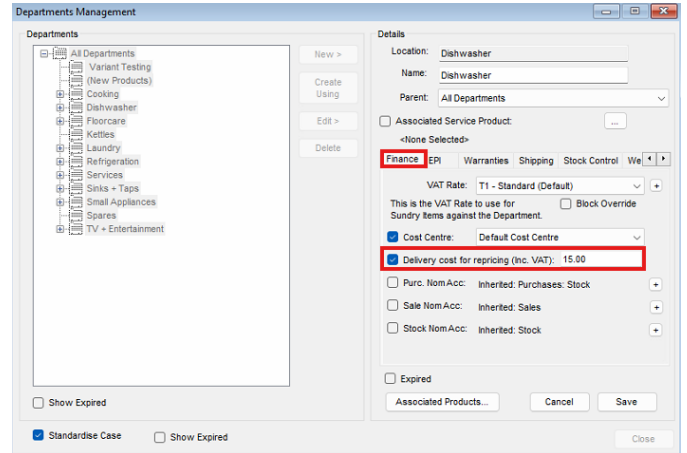 Departments Management
Departments
All Departments
Variant Testing
(New Products)
Cooking
Dishwasher
Floorcare
Kettles
Laundry
Refrigeration
Services
Sinks + Taps
Small Appliances
Spares
TV + Entertainment
New >
Create
Using
Edit >
Delete
Show Expired
Standardise Case
Show Expired
Details
Location: Dishwasher
Name: Dishwasher
Parent: All Departments
Associated Service Product: ...
<None Selected>
Finance EPI Warranties Shipping Stock Control We
VAT Rate: T1 - Standard (Default) +
This is the VAT Rate to use for
Sundry Items against the Department.
Block Override
Cost Centre: Default Cost Centre
Delivery cost for repricing (Inc. VAT): 15.00
Purc. Nom Acc: Inherited: Purchases: Stock +
Sale Nom Acc: Inherited: Sales +
Stock Nom Acc: Inherited: Stock +
Expired
Associated Products... Cancel Save
Close